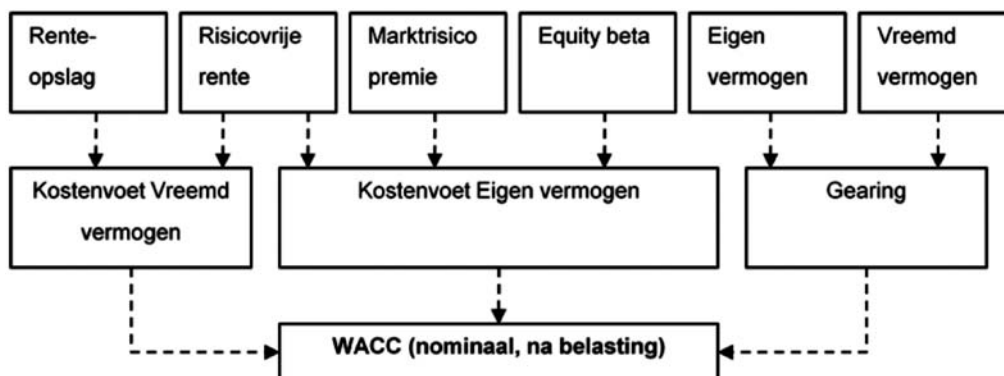 Rente-
opslag
Risicovrije
rente
Marktrisico
premie
Equity beta
Eigen
vermogen
Vreemd
vermogen
Kostenvoet Vreemd
vermogen
Kostenvoet Eigen vermogen
Gearing
WACC (nominaal, na belasting)